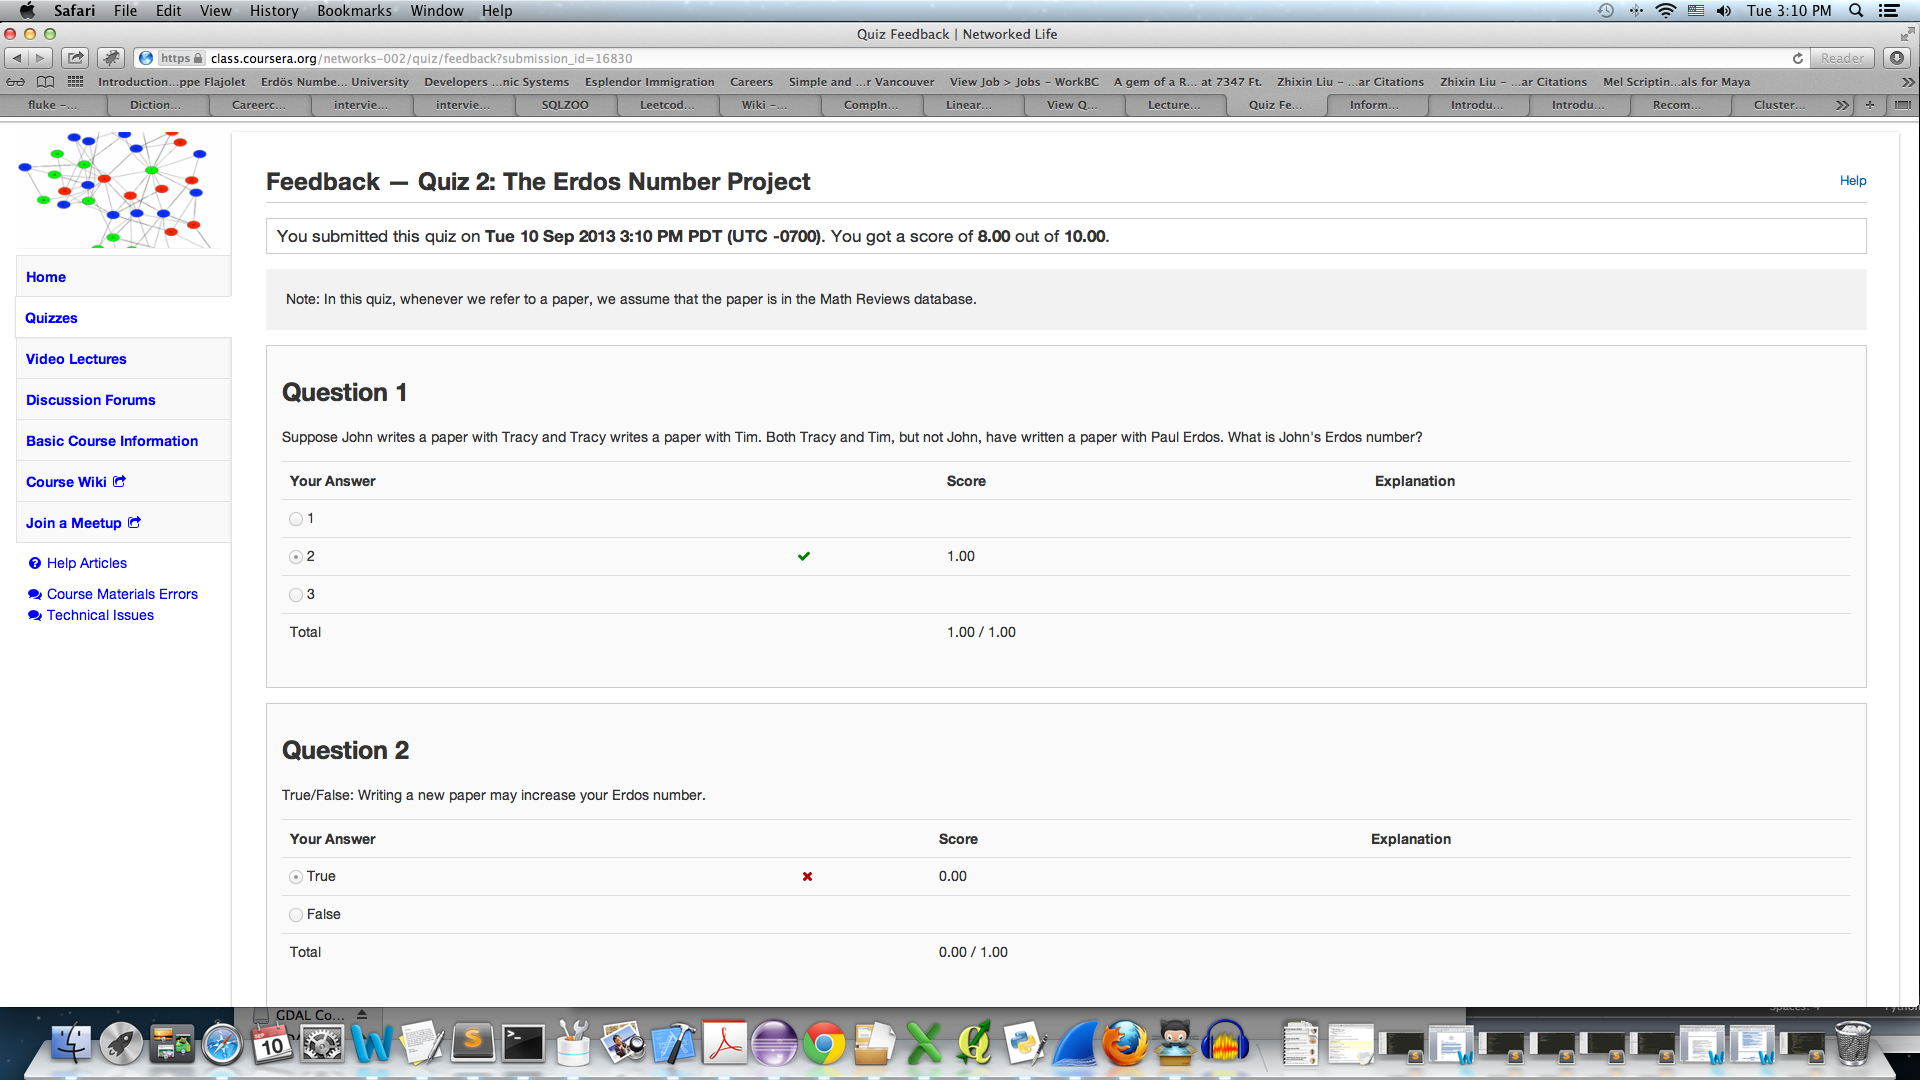 Safari File Edit View History Bookmarks Window Help Tue 3:10 PM
Quiz Feedback | Networked Life
https class.coursera.org/networks-002/quiz/feedback?submission_id=16830 Reader
Introduction...ppe Flajolet Erdös Numbe... University Developers ...nic Systems Esplendor Immigration Careers Simple and ...r Vancouver View Job > Jobs - WorkBC A gem of a R... at 7347 Ft. Zhixin Liu - ...ar Citations Zhixin Liu - ...ar Citations Mel Scriptin...als for Maya
fluke -... Diction... Careerc... intervie... intervie... SQLZOO Leetcod... Wiki -... CompIn... Linear... View Q... Lecture... Quiz Fe... Inform... Introdu... Introdu... Recom... Cluster...
Feedback — Quiz 2: The Erdos Number Project
Help
You submitted this quiz on Tue 10 Sep 2013 3:10 PM PDT (UTC -0700). You got a score of 8.00 out of 10.00.
Note: In this quiz, whenever we refer to a paper, we assume that the paper is in the Math Reviews database.
Home
Quizzes
Video Lectures
Discussion Forums
Basic Course Information
Course Wiki
Join a Meetup
Help Articles
Course Materials Errors
Technical Issues
Question 1
Suppose John writes a paper with Tracy and Tracy writes a paper with Tim. Both Tracy and Tim, but not John, have written a paper with Paul Erdos. What is John's Erdos number?
Your Answer Score Explanation
1
2 1.00
3
Total 1.00 / 1.00
Question 2
True/False: Writing a new paper may increase your Erdos number.
Your Answer Score Explanation
True 0.00
False
Total 0.00 / 1.00
GDAL Co...
SEP
10